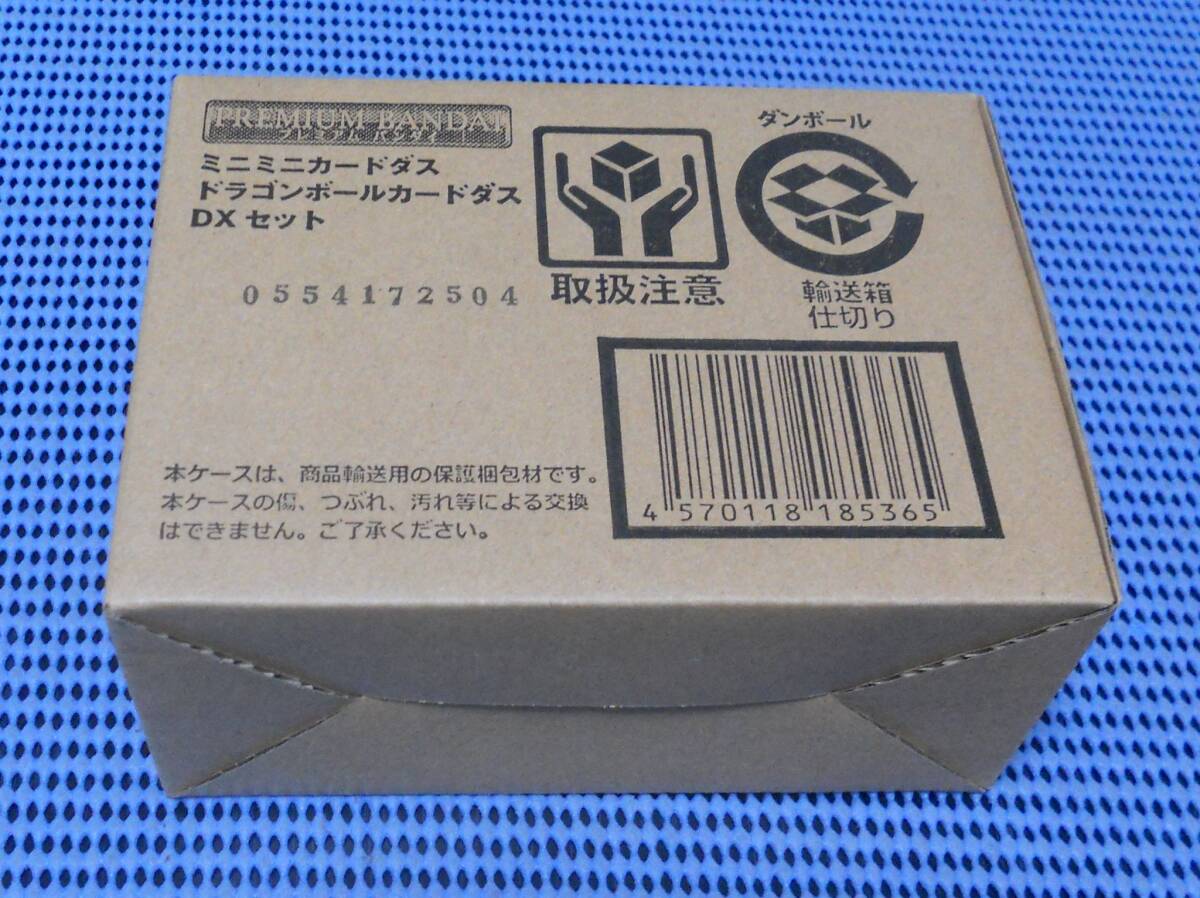 PREMIUM BANDAI
プレミアム バンダイ
ミニミニカードダス
ドラゴンボールカードダス
DX セット
0554172504
取扱注意
ダンボール
輸送箱
仕切り
本ケースは、商品輸送用の保護梱包材です。
本ケースの傷、つぶれ、汚れ等による交換
はできません。ご了承ください。
4 570118 185365